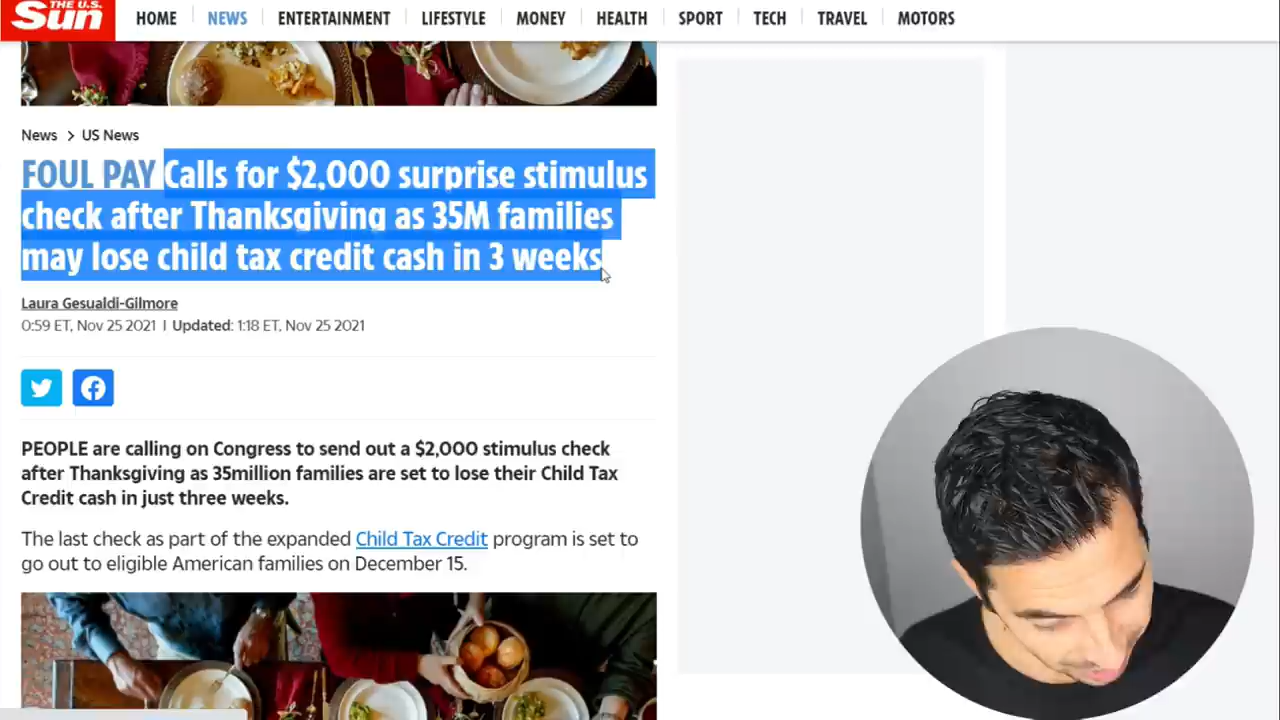 THE U.S.
Sun
HOME NEWS ENTERTAINMENT LIFESTYLE MONEY HEALTH SPORT TECH TRAVEL MOTORS
News > US News
FOUL PAY Calls for $2,000 surprise stimulus
check after Thanksgiving as 35M families
may lose child tax credit cash in 3 weeks
Laura Gesualdi-Gilmore
0:59 ET, Nov 25 2021 | Updated: 1:18 ET, Nov 25 2021
PEOPLE are calling on Congress to send out a $2,000 stimulus check
after Thanksgiving as 35million families are set to lose their Child Tax
Credit cash in just three weeks.
The last check as part of the expanded Child Tax Credit program is set to
go out to eligible American families on December 15.